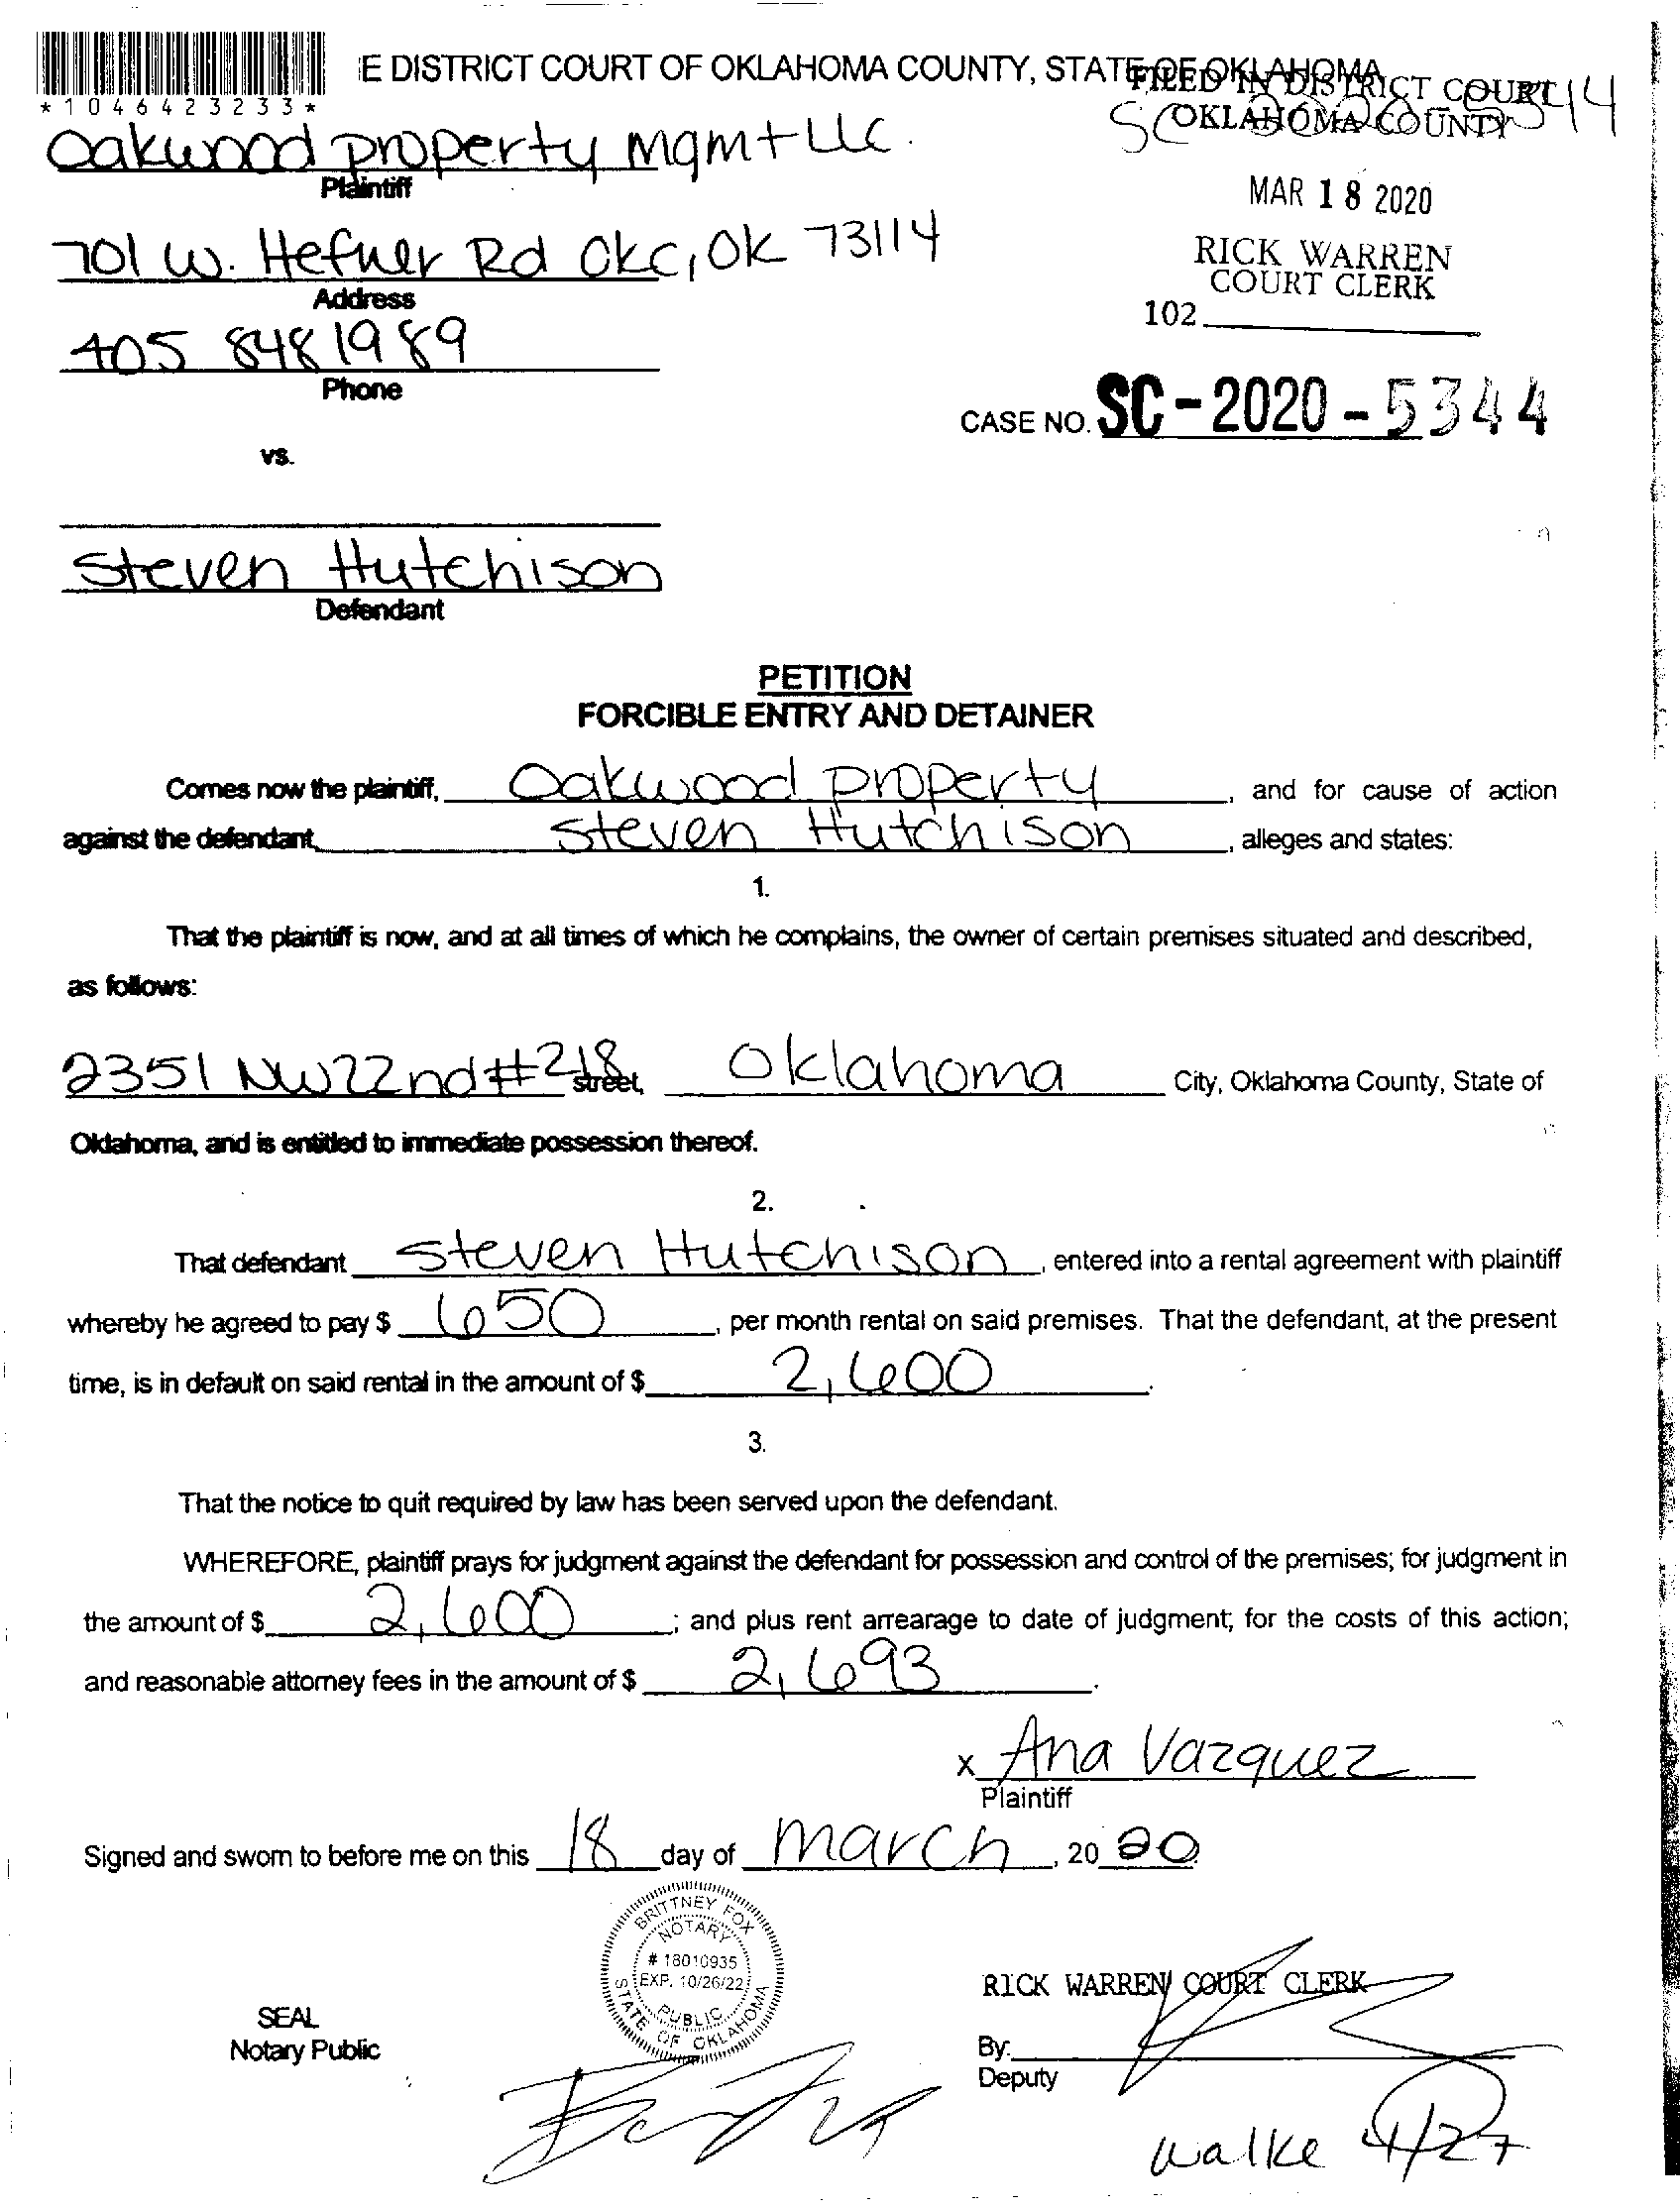 E DISTRICT COURT OF OKLAHOMA COUNTY, STATE OF OKLAHOMA
*1046423233*
FILED IN DISTRICT COURT
OKLAHOMA COUNTY
SC 2020-5344
Oakwood property mgmt LLC.
Plaintiff
MAR 18 2020
701 W. Hefner Rd OKC, OK 73114
Address
RICK WARREN
COURT CLERK
102
405 848 1989
Phone
CASE NO. SC-2020-5344
vs.
Steven Hutchison
Defendant
PETITION
FORCIBLE ENTRY AND DETAINER
Comes now the plaintiff, Oakwood property, and for cause of action
against the defendant, Steven Hutchison, alleges and states:
1.
That the plaintiff is now, and at all times of which he complains, the owner of certain premises situated and described,
as follows:
2351 NW 22nd #218 street, Oklahoma City, Oklahoma County, State of
Oklahoma, and is entitled to immediate possession thereof.
2.
That defendant Steven Hutchison, entered into a rental agreement with plaintiff
whereby he agreed to pay $ 650, per month rental on said premises. That the defendant, at the present
time, is in default on said rental in the amount of $ 2,600.
3.
That the notice to quit required by law has been served upon the defendant.
WHEREFORE, plaintiff prays for judgment against the defendant for possession and control of the premises; for judgment in
the amount of $ 2,600; and plus rent arrearage to date of judgment; for the costs of this action;
and reasonable attorney fees in the amount of $ 2,693.
x Ana Vazquez
Plaintiff
Signed and sworn to before me on this 18 day of March, 20 20
BRITTNEY FOX
NOTARY
# 18010935
EXP. 10/26/22
PUBLIC
STATE OF OKLAHOMA
SEAL
Notary Public
RICK WARREN, COURT CLERK
By:
Deputy
Walke 4/27